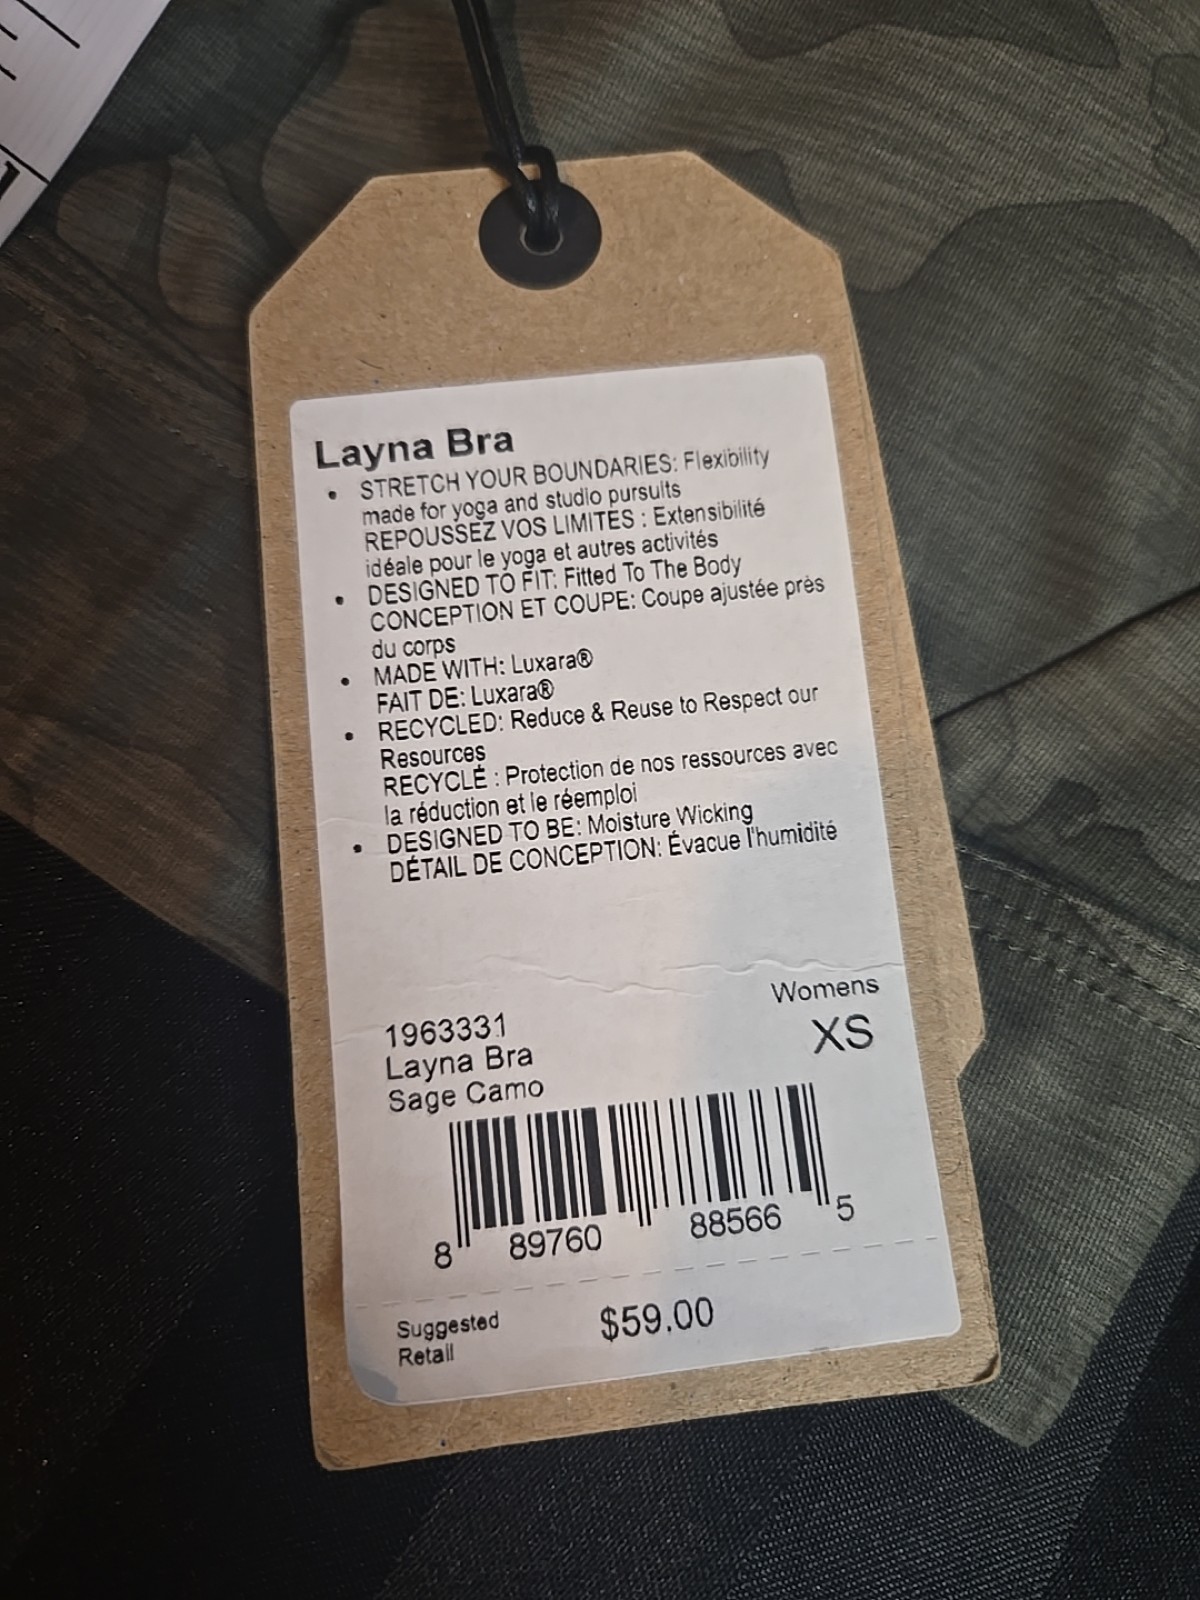 Layna Bra
• STRETCH YOUR BOUNDARIES: Flexibility
made for yoga and studio pursuits
REPOUSSEZ VOS LIMITES : Extensibilité
idéale pour le yoga et autres activités
• DESIGNED TO FIT: Fitted To The Body
CONCEPTION ET COUPE: Coupe ajustée près
du corps
• MADE WITH: Luxara®
FAIT DE: Luxara®
• RECYCLED: Reduce & Reuse to Respect our
Resources
RECYCLÉ : Protection de nos ressources avec
la réduction et le réemploi
• DESIGNED TO BE: Moisture Wicking
DÉTAIL DE CONCEPTION: Évacue l'humidité
Womens
XS
1963331
Layna Bra
Sage Camo
8 89760 88566 5
Suggested
Retail
$59.00